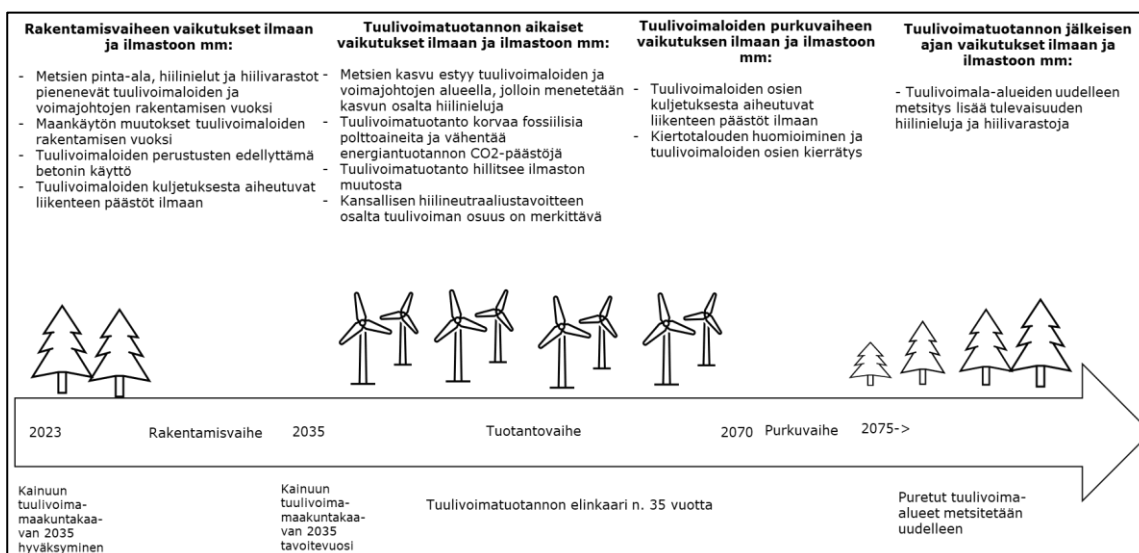 Rakentamisvaiheen vaikutukset ilmaan
ja ilmastoon mm:
- Metsien pinta-ala, hiilinielut ja hiilivarastot
pienenevät tuulivoimaloiden ja
voimajohtojen rakentamisen vuoksi
- Maankäytön muutokset tuulivoimaloiden
rakentamisen vuoksi
- Tuulivoimaloiden perustusten edellyttämä
betonin käyttö
- Tuulivoimaloiden kuljetuksesta aiheutuvat
liikenteen päästöt ilmaan
Tuulivoimatuotannon aikaiset
vaikutukset ilmaan ja ilmastoon mm:
- Metsien kasvu estyy tuulivoimaloiden ja
voimajohtojen alueella, jolloin menetetään
kasvun osalta hiilinieluja
- Tuulivoimatuotanto korvaa fossiilisia
polttoaineita ja vähentää
energiantuotannon CO2-päästöjä
- Tuulivoimatuotanto hillitsee ilmaston
muutosta
- Kansallisen hiilineutraaliustavoitteen
osalta tuulivoiman osuus on merkittävä
Tuulivoimaloiden purkuvaiheen
vaikutuksen ilmaan ja ilmastoon
mm:
- Tuulivoimaloiden osien
kuljetuksesta aiheutuvat
liikenteen päästöt ilmaan
- Kiertotalouden huomioiminen ja
tuulivoimaloiden osien kierrätys
Tuulivoimatuotannon jälkeisen
ajan vaikutukset ilmaan ja
ilmastoon mm:
- Tuulivoimala-alueiden uudelleen
metsitys lisää tulevaisuuden
hiilinieluja ja hiilivarastoja
2023
Rakentamisvaihe
2035
Tuotantovaihe
2070
Purkuvaihe
2075->
Kainuun
tuulivoima-
maakuntakaa-
van 2035
hyväksyminen
Kainuun
tuulivoima-
maakuntakaa-
van 2035
tavoitevuosi
Tuulivoimatuotannon elinkaari n. 35 vuotta
Puretut tuulivoima-
alueet metsitetään
uudelleen